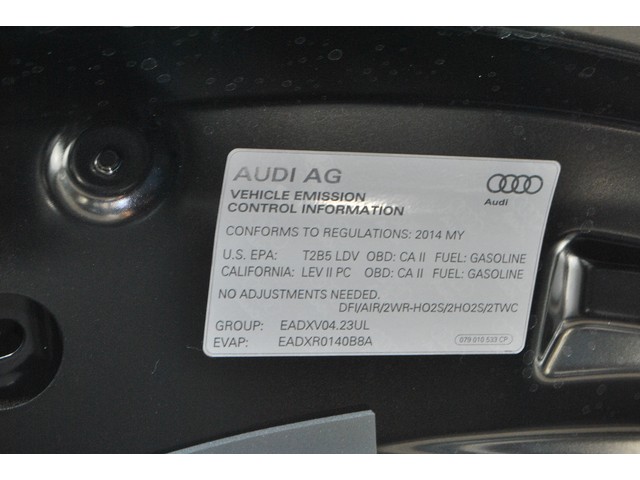 AUDI AG
VEHICLE EMISSION
CONTROL INFORMATION
Audi
CONFORMS TO REGULATIONS: 2014 MY
U.S. EPA: T2B5 LDV OBD: CA II FUEL: GASOLINE
CALIFORNIA: LEV II PC OBD: CA II FUEL: GASOLINE
NO ADJUSTMENTS NEEDED.
DFI/AIR/2WR-HO2S/2HO2S/2TWC
GROUP: EADXV04.23UL
EVAP: EADXR0140B8A
079 010 533 CP